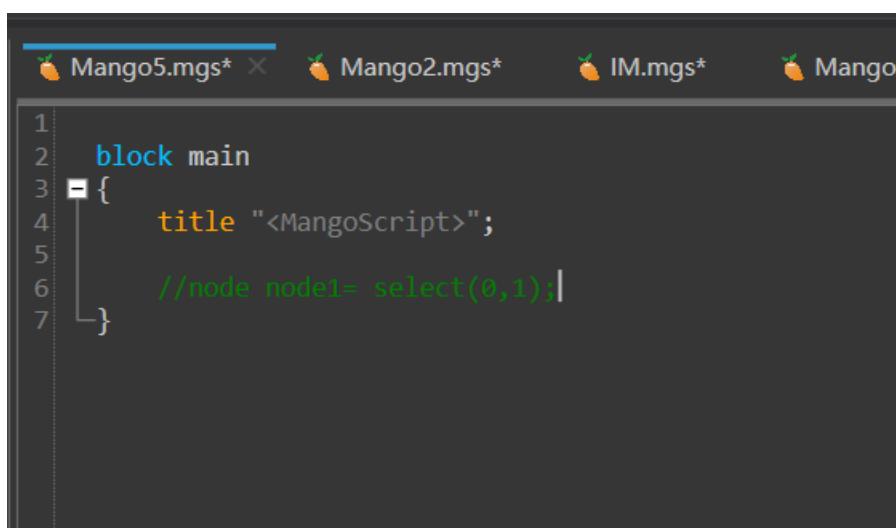 Mango5.mgs* Mango2.mgs* IM.mgs* Mango
1
2 block main
3 {
4 title "<MangoScript>";
5
6 //node node1= select(0,1);
7 }